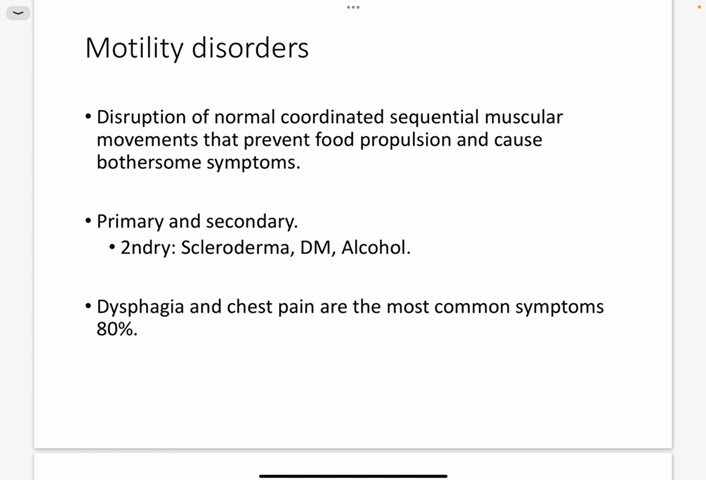 Motility disorders
• Disruption of normal coordinated sequential muscular
movements that prevent food propulsion and cause
bothersome symptoms.
• Primary and secondary.
• 2ndry: Scleroderma, DM, Alcohol.
• Dysphagia and chest pain are the most common symptoms
80%.